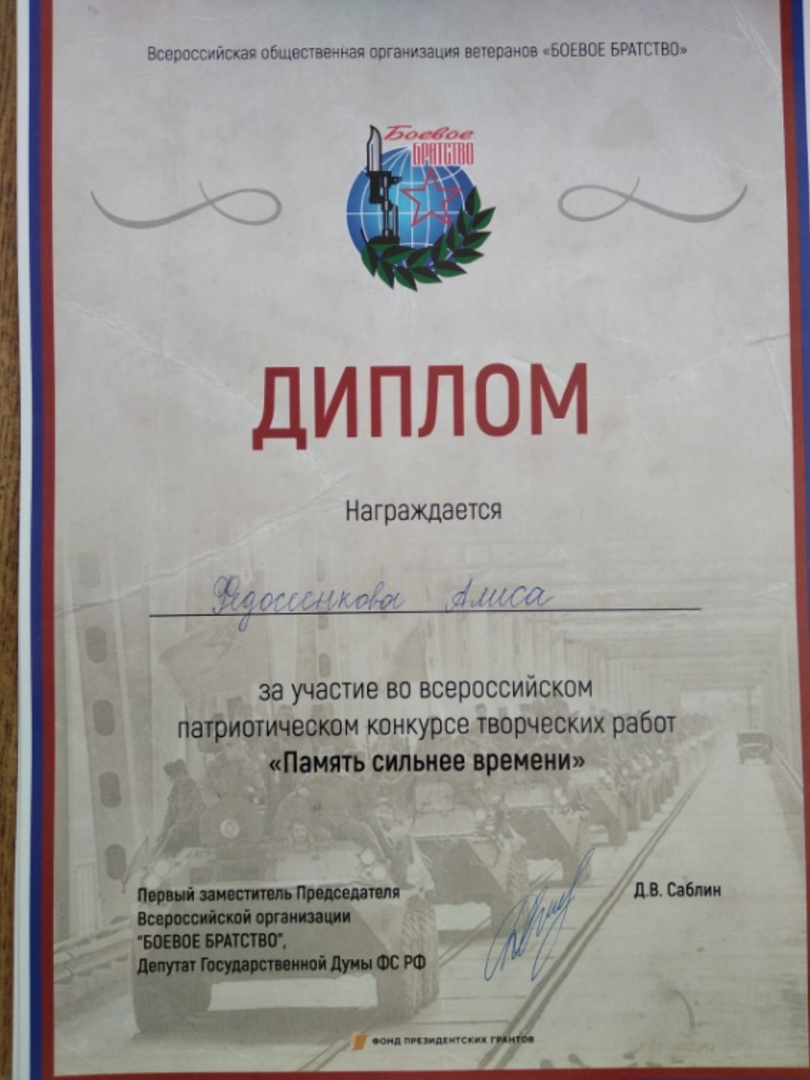 Всероссийская общественная организация ветеранов «БОЕВОЕ БРАТСТВО»
Боевое
БРАТСТВО
ДИПЛОМ
Награждается
Федосенкова Алиса
за участие во всероссийском
патриотическом конкурсе творческих работ
«Память сильнее времени»
Первый заместитель Председателя
Всероссийской организации
"БОЕВОЕ БРАТСТВО",
Депутат Государственной Думы ФС РФ
Д.В. Саблин
ФОНД ПРЕЗИДЕНТСКИХ ГРАНТОВ